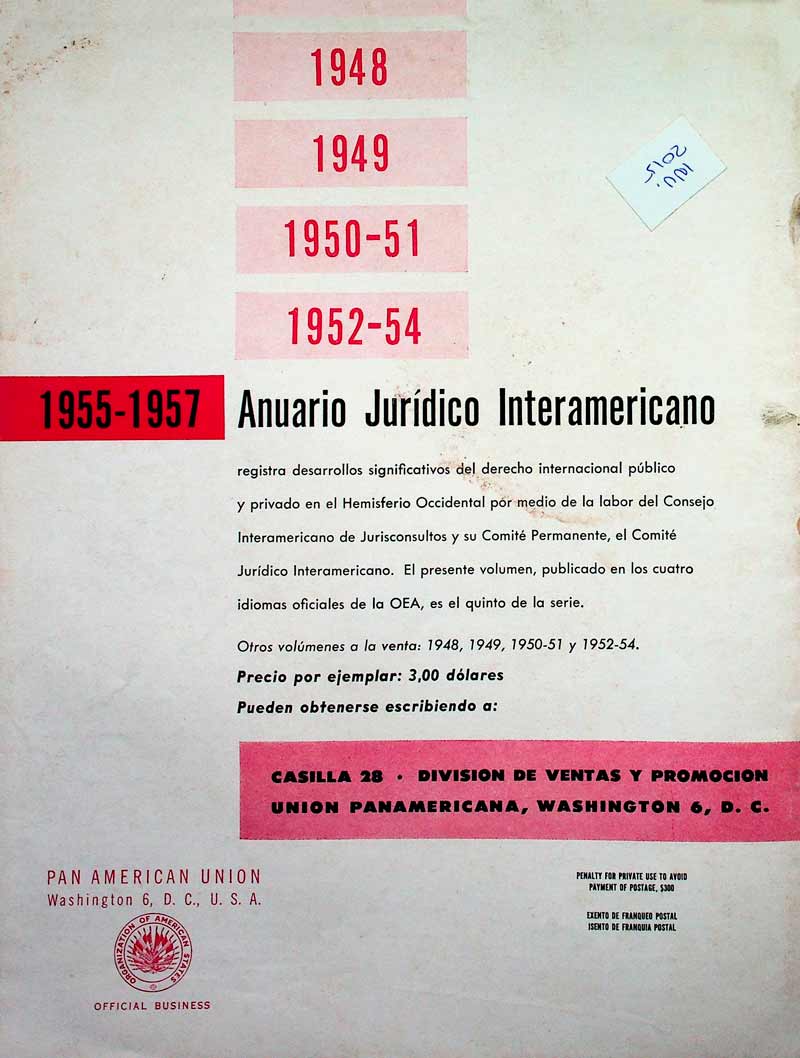 1948
1949
1950-51
1952-54
1955-1957 Anuario Jurídico Interamericano
registra desarrollos significativos del derecho internacional público
y privado en el Hemisferio Occidental por medio de la labor del Consejo
Interamericano de Jurisconsultos y su Comité Permanente, el Comité
Jurídico Interamericano. El presente volumen, publicado en los cuatro
idiomas oficiales de la OEA, es el quinto de la serie.
Otros volúmenes a la venta: 1948, 1949, 1950-51 y 1952-54.
Precio por ejemplar: 3,00 dólares
Pueden obtenerse escribiendo a:
CASILLA 28 · DIVISION DE VENTAS Y PROMOCION
UNION PANAMERICANA, WASHINGTON 6, D. C.
PAN AMERICAN UNION
Washington 6, D. C., U. S. A.
ORGANIZATION OF AMERICAN STATES
OFFICIAL BUSINESS
PENALTY FOR PRIVATE USE TO AVOID
PAYMENT OF POSTAGE, $300
EXENTO DE FRANQUEO POSTAL
ISENTO DE FRANQUIA POSTAL
2015